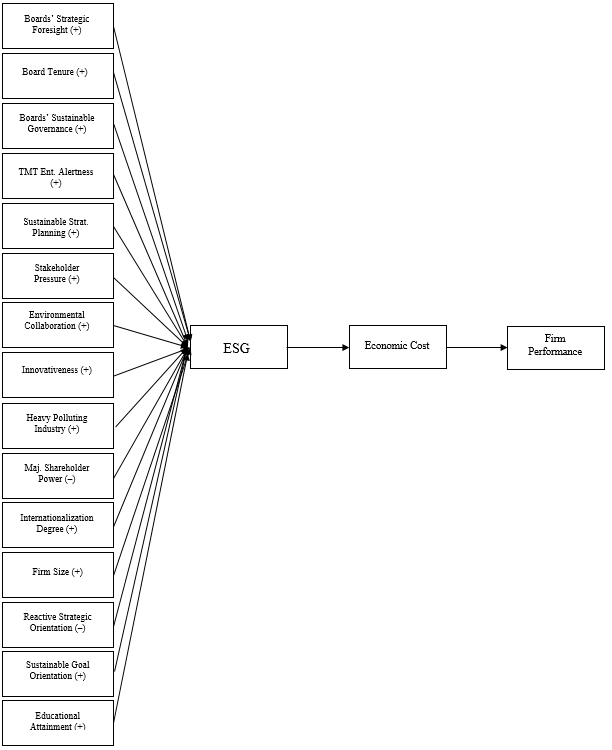 Boards’ Strategic
Foresight (+)
Board Tenure (+)
Boards’ Sustainable
Governance (+)
TMT Ent. Alertness
(+)
Sustainable Strat.
Planning (+)
Stakeholder
Pressure (+)
Environmental
Collaboration (+)
Innovativeness (+)
Heavy Polluting
Industry (+)
Maj. Shareholder
Power (–)
Internationalization
Degree (+)
Firm Size (+)
Reactive Strategic
Orientation (–)
Sustainable Goal
Orientation (+)
Educational
Attainment (+)
ESG
Economic Cost
Firm
Performance